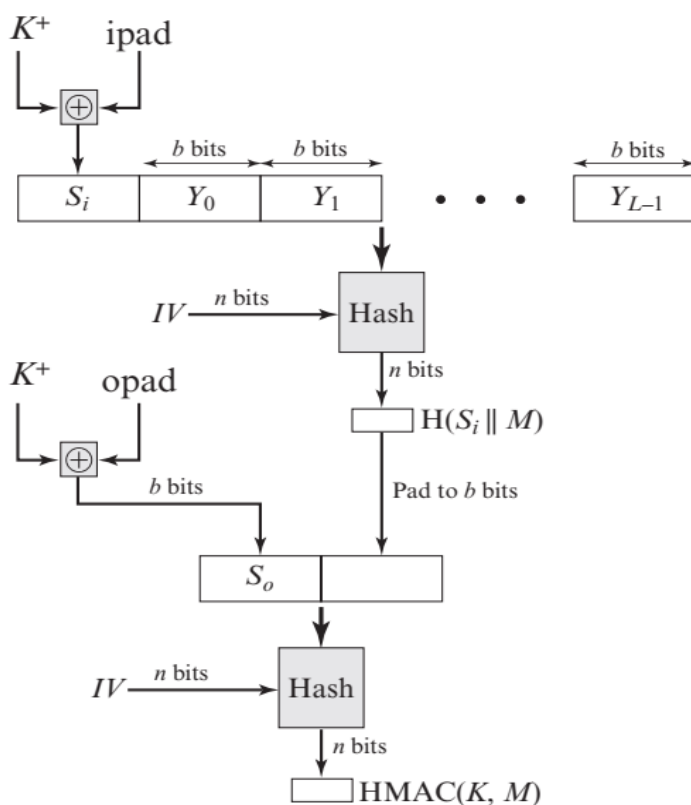 K⁺ ipad
⊕
b bits b bits b bits
Sᵢ Y₀ Y₁ • • • Y_{L–1}
IV n bits Hash
n bits
K⁺ opad
H(Sᵢ || M)
⊕
b bits Pad to b bits
Sₒ
IV n bits Hash
n bits
HMAC(K, M)